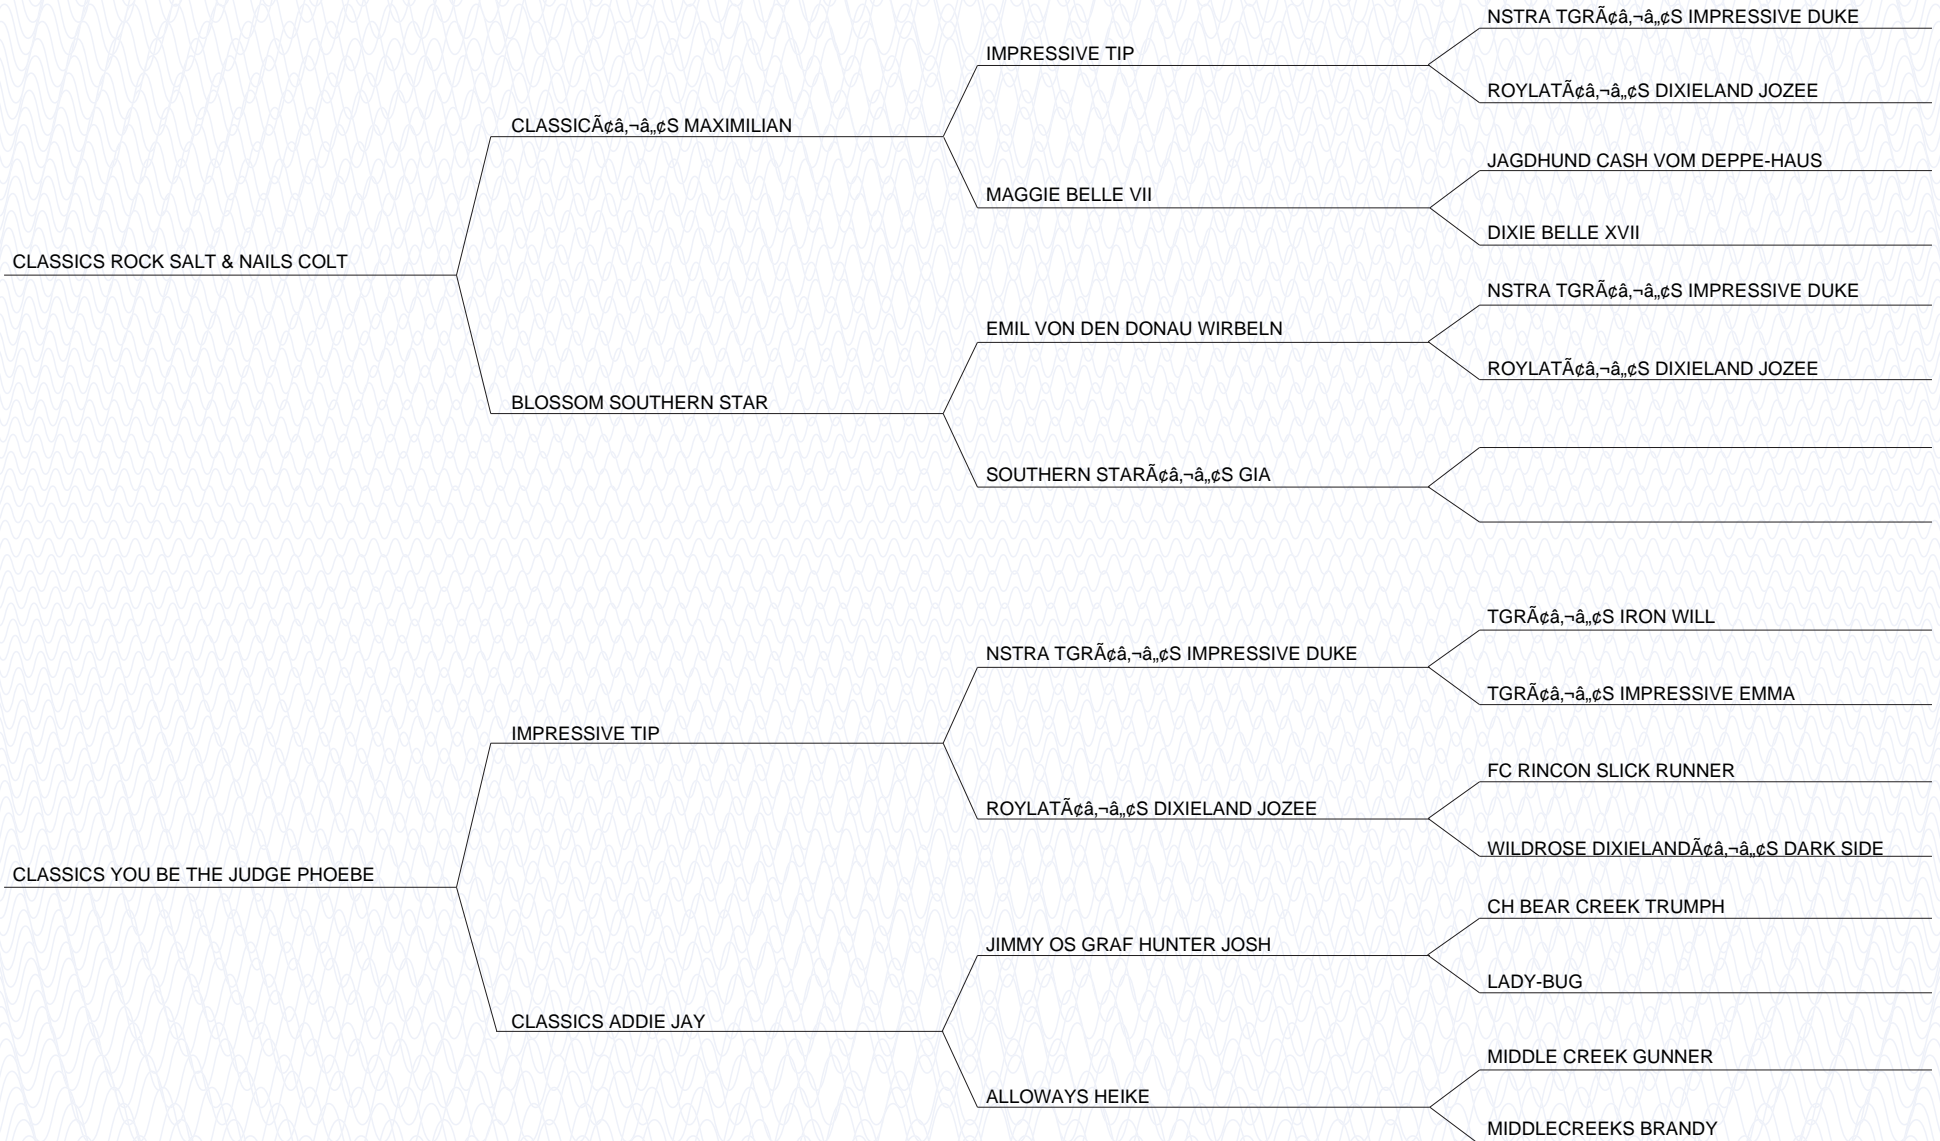 NSTRA TGRÃ¢â‚¬â„¢S IMPRESSIVE DUKE
IMPRESSIVE TIP
ROYLATÃ¢â‚¬â„¢S DIXIELAND JOZEE
CLASSICÃ¢â‚¬â„¢S MAXIMILIAN
JAGDHUND CASH VOM DEPPE-HAUS
MAGGIE BELLE VII
DIXIE BELLE XVII
CLASSICS ROCK SALT & NAILS COLT
NSTRA TGRÃ¢â‚¬â„¢S IMPRESSIVE DUKE
EMIL VON DEN DONAU WIRBELN
ROYLATÃ¢â‚¬â„¢S DIXIELAND JOZEE
BLOSSOM SOUTHERN STAR
SOUTHERN STARÃ¢â‚¬â„¢S GIA
TGRÃ¢â‚¬â„¢S IRON WILL
NSTRA TGRÃ¢â‚¬â„¢S IMPRESSIVE DUKE
TGRÃ¢â‚¬â„¢S IMPRESSIVE EMMA
IMPRESSIVE TIP
FC RINCON SLICK RUNNER
ROYLATÃ¢â‚¬â„¢S DIXIELAND JOZEE
WILDROSE DIXIELANDÃ¢â‚¬â„¢S DARK SIDE
CLASSICS YOU BE THE JUDGE PHOEBE
CH BEAR CREEK TRUMPH
JIMMY OS GRAF HUNTER JOSH
LADY-BUG
CLASSICS ADDIE JAY
MIDDLE CREEK GUNNER
ALLOWAYS HEIKE
MIDDLECREEKS BRANDY